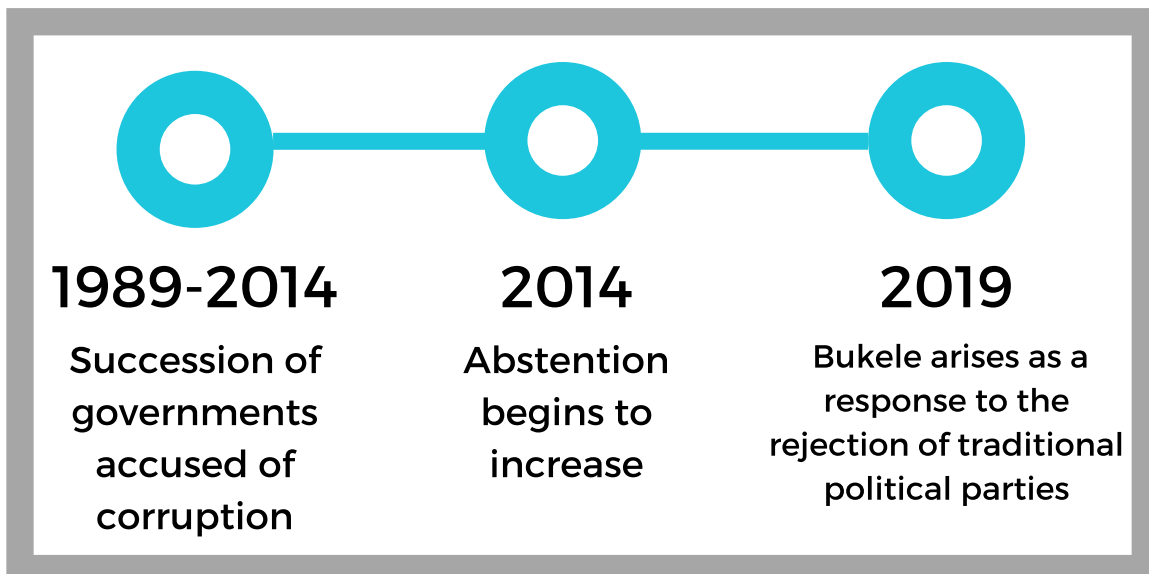 1989-2014
Succession of
governments
accused of
corruption
2014
Abstention
begins to
increase
2019
Bukele arises as a
response to the
rejection of traditional
political parties